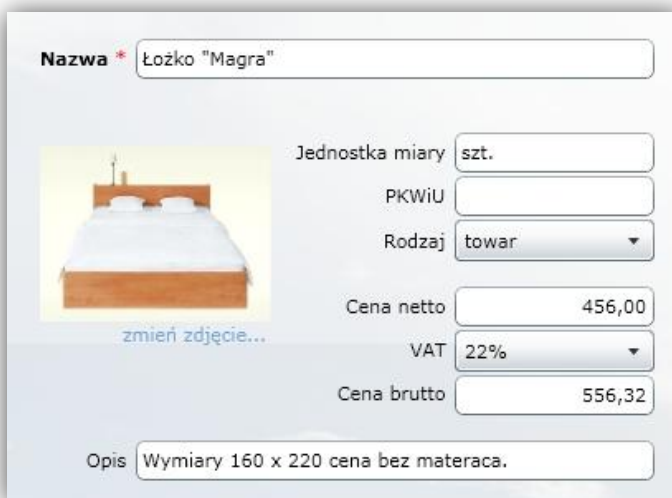 Nazwa * Łożko "Magra"
Jednostka miary szt.
PKWiU
Rodzaj towar
zmień zdjęcie...
Cena netto 456,00
VAT 22%
Cena brutto 556,32
Opis Wymiary 160 x 220 cena bez materaca.